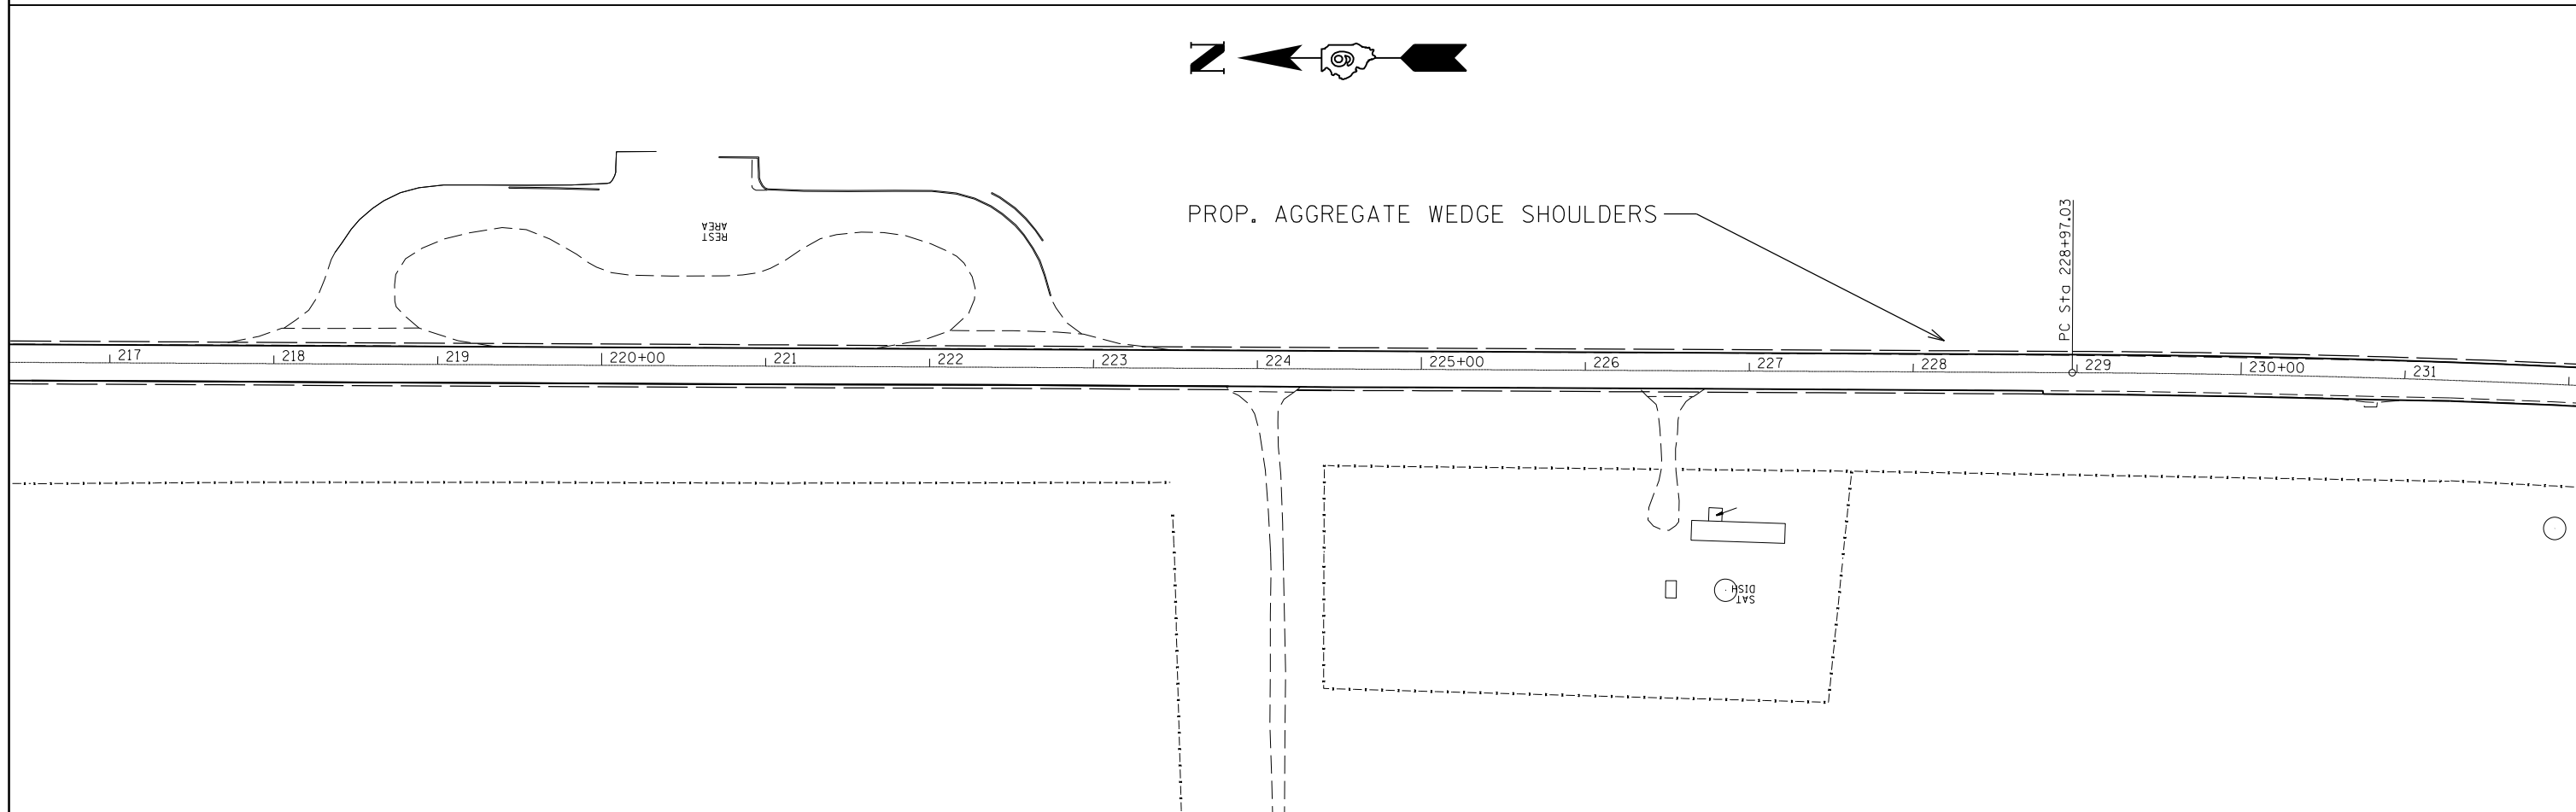 N
PROP. AGGREGATE WEDGE SHOULDERS
PC Sta 228+97.03
REST
AREA
217 218 219 220+00 221 222 223 224 225+00 226 227 228 229 230+00 231
SAT
DISH